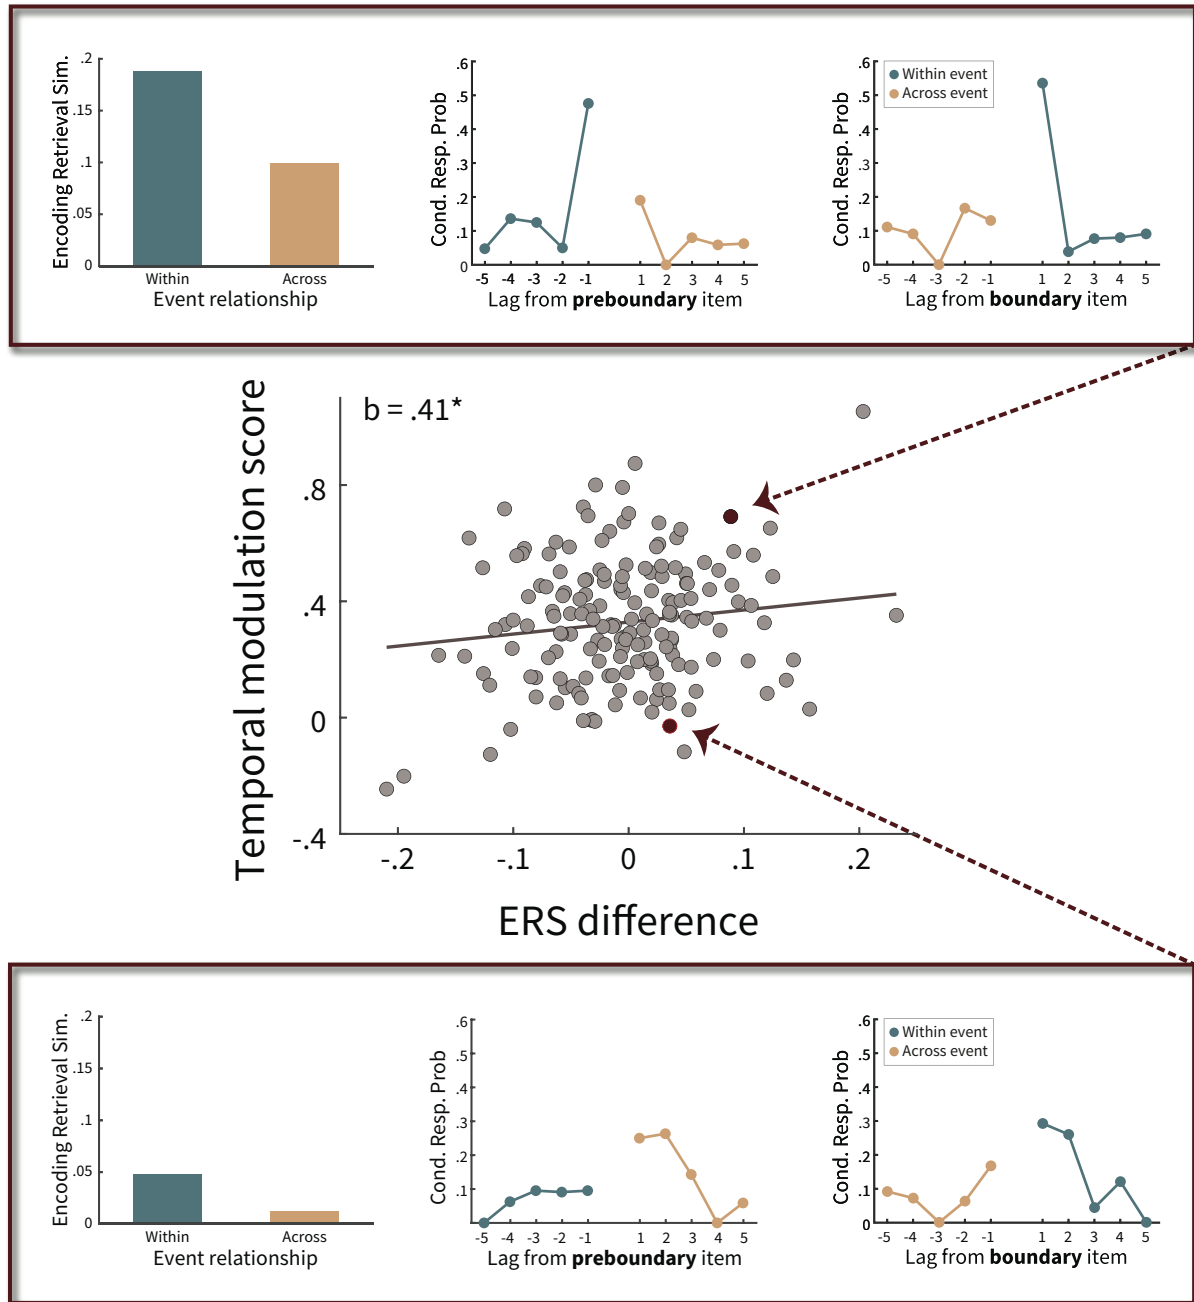 Encoding Retrieval Sim.
.2
.15
.1
.05
0
Within Across
Event relationship
Cond. Resp. Prob
.6
.5
.4
.3
.2
.1
0
-5 -4 -3 -2 -1 1 2 3 4 5
Lag from preboundary item
Cond. Resp. Prob
.6
.5
.4
.3
.2
.1
0
Within event
Across event
-5 -4 -3 -2 -1 1 2 3 4 5
Lag from boundary item
Temporal modulation score
b = .41*
.8
.4
0
-.4
-.2 -.1 0 .1 .2
ERS difference
Encoding Retrieval Sim.
.2
.15
.1
.05
0
Within Across
Event relationship
Cond. Resp. Prob
.6
.5
.4
.3
.2
.1
-5 -4 -3 -2 -1 1 2 3 4 5
Lag from preboundary item
Cond. Resp. Prob
.6
.5
.4
.3
.2
.1
0
Within event
Across event
-5 -4 -3 -2 -1 1 2 3 4 5
Lag from boundary item